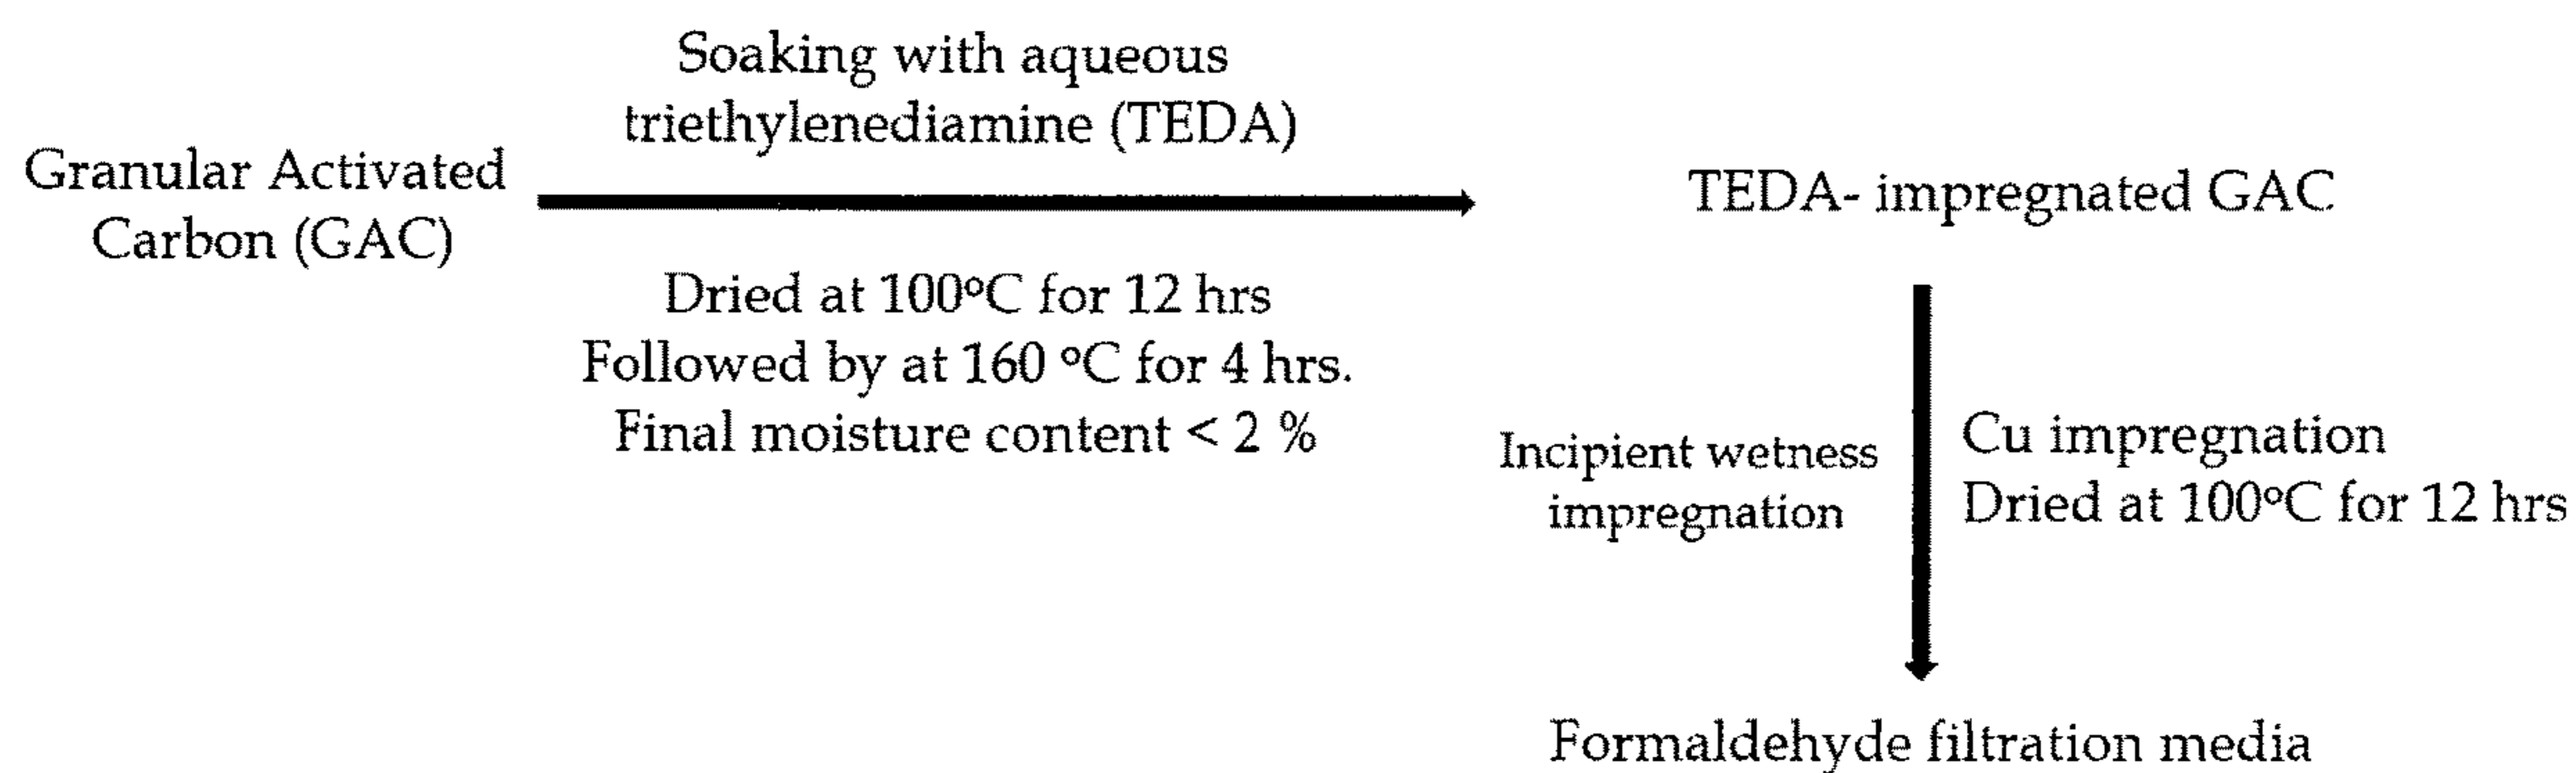 Granular Activated
Carbon (GAC)
Soaking with aqueous
triethylenediamine (TEDA)
Dried at 100°C for 12 hrs
Followed by at 160 °C for 4 hrs.
Final moisture content < 2 %
TEDA- impregnated GAC
Incipient wetness
impregnation
Cu impregnation
Dried at 100°C for 12 hrs
Formaldehyde filtration media